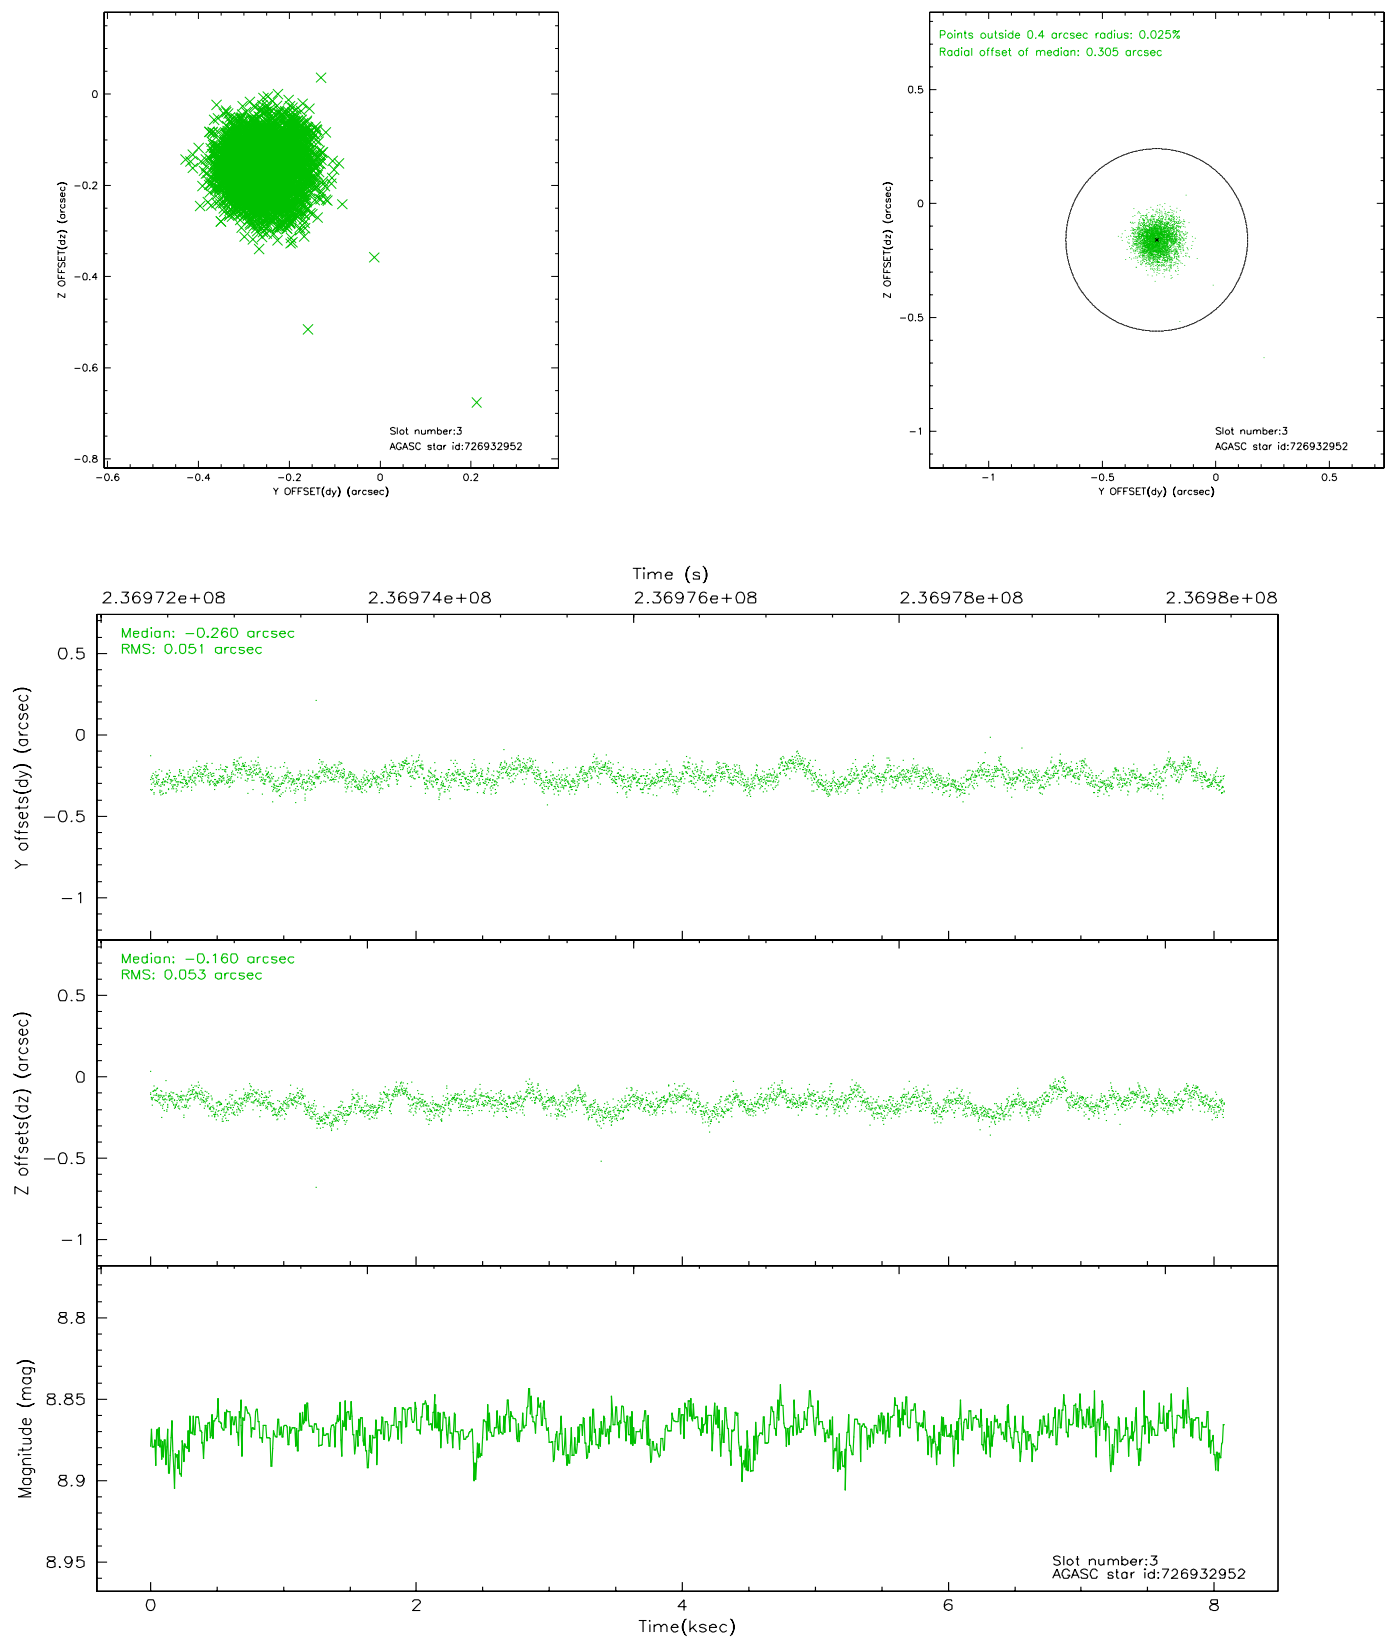 0
−0.2
−0.4
−0.6
−0.8
Z OFFSET(dz) (arcsec)
Slot number:3
AGASC star id:726932952
−0.6
−0.4
−0.2
0
0.2
Y OFFSET(dy) (arcsec)
Points outside 0.4 arcsec radius: 0.025%
Radial offset of median: 0.305 arcsec
0.5
0
−0.5
−1
Z OFFSET(dz) (arcsec)
Slot number:3
AGASC star id:726932952
−1
−0.5
0
0.5
Y OFFSET(dy) (arcsec)
Time (s)
2.36972e+08
2.36974e+08
2.36976e+08
2.36978e+08
2.3698e+08
Median: −0.260 arcsec
RMS: 0.051 arcsec
0.5
0
−0.5
−1
Y offsets(dy) (arcsec)
Median: −0.160 arcsec
RMS: 0.053 arcsec
0.5
0
−0.5
−1
Z offsets(dz) (arcsec)
8.8
8.85
8.9
8.95
Magnitude (mag)
Slot number:3
AGASC star id:726932952
0
2
4
6
8
Time(ksec)